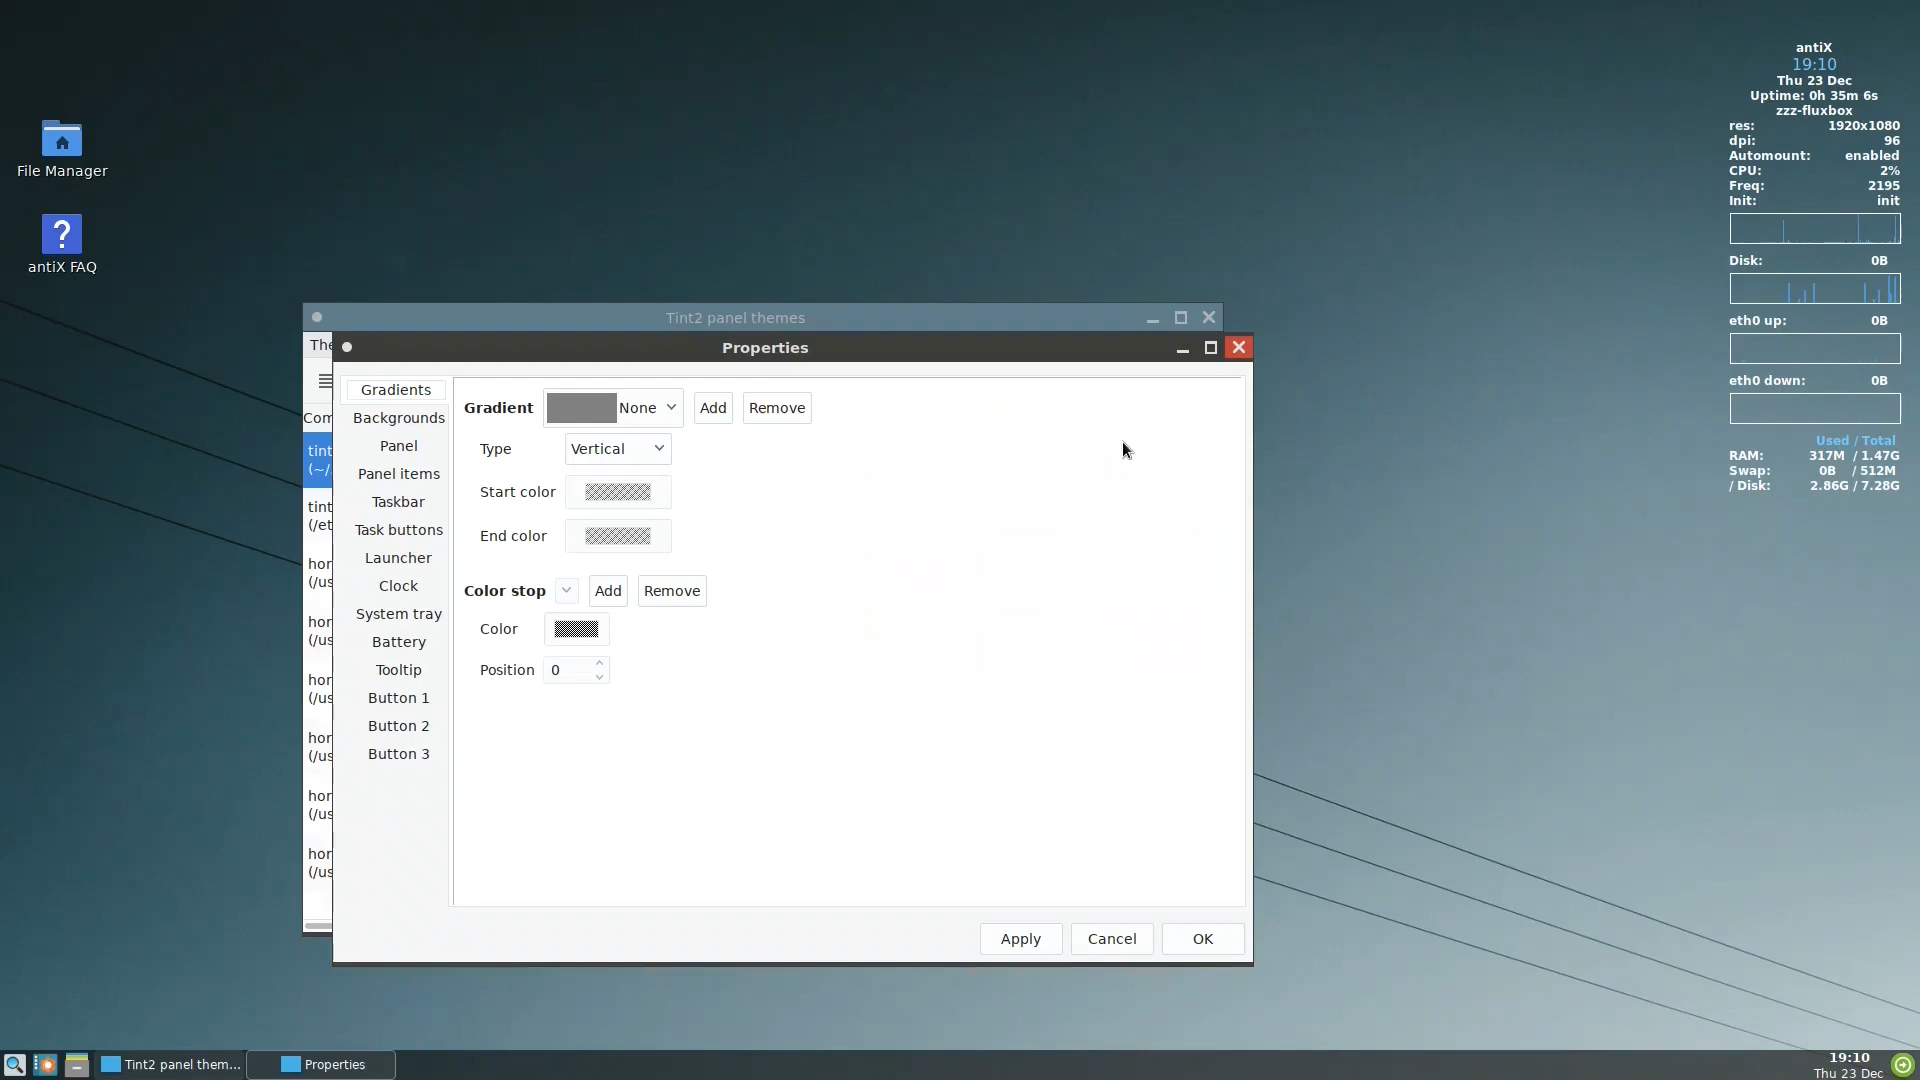 antiX
19:10
Thu 23 Dec
Uptime: 0h 35m 6s
zzz-fluxbox
res: 1920x1080
dpi: 96
Automount: enabled
CPU: 2%
Freq: 2195
Init: init
Disk: 0B
eth0 up: 0B
eth0 down: 0B
Used / Total
RAM: 317M / 1.47G
Swap: 0B / 512M
/ Disk: 2.86G / 7.28G
File Manager
?
antiX FAQ
Tint2 panel themes
The
Com
tint
(~/.
tint
(/et
hor
(/us
hor
(/us
hor
(/us
hor
(/us
hor
(/us
hor
(/us
Properties
Gradients
Backgrounds
Panel
Panel items
Taskbar
Task buttons
Launcher
Clock
System tray
Battery
Tooltip
Button 1
Button 2
Button 3
Gradient None Add Remove
Type Vertical
Start color
End color
Color stop Add Remove
Color
Position 0
Apply Cancel OK
Tint2 panel them... Properties
19:10
Thu 23 Dec